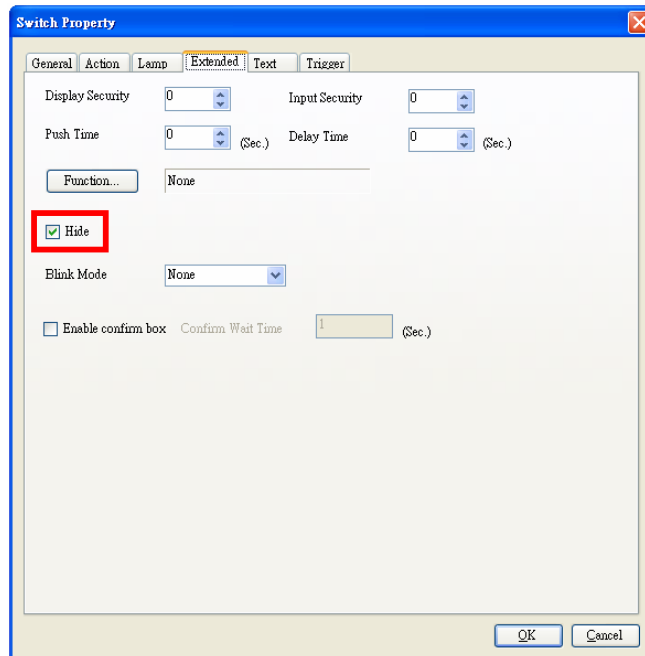 Switch Property
General Action Lamp Extended Text Trigger
Display Security 0 Input Security 0
Push Time 0 (Sec.) Delay Time 0 (Sec.)
Function... None
Hide
Blink Mode None
Enable confirm box Confirm Wait Time 1 (Sec.)
OK Cancel